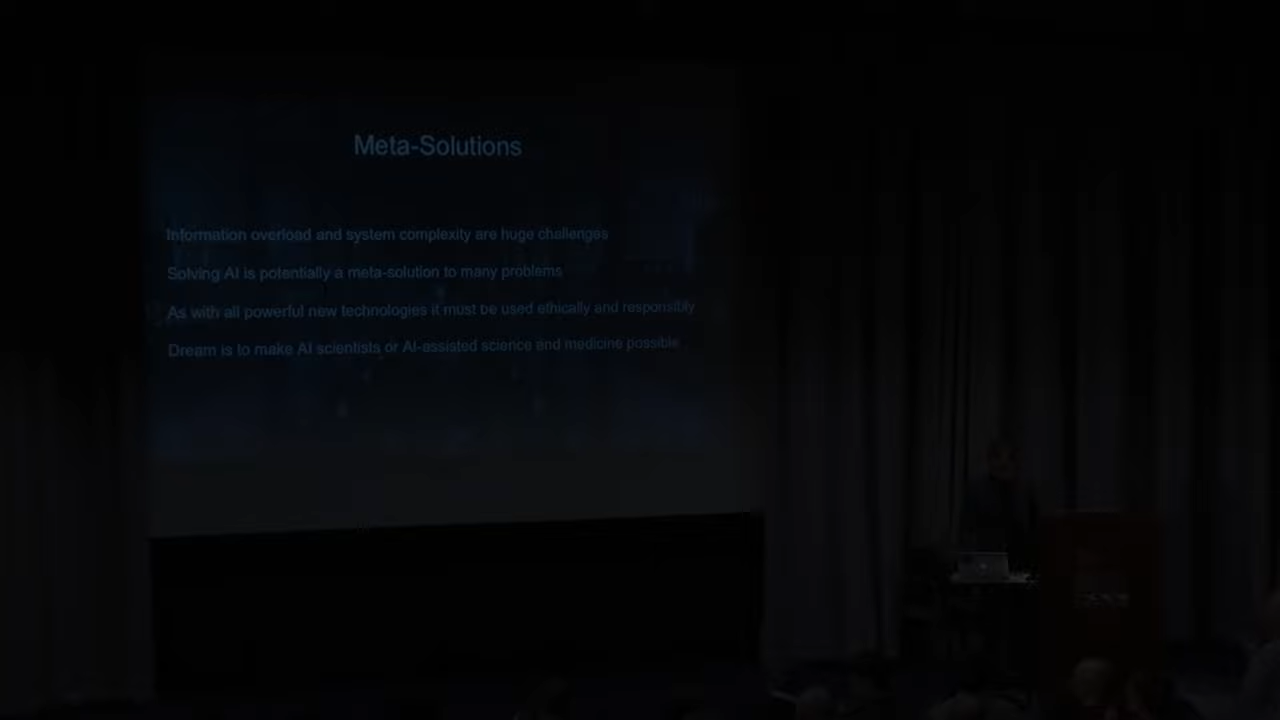 Meta-Solutions
Information overload and system complexity are huge challenges
Solving AI is potentially a meta-solution to many problems
As with all powerful new technologies it must be used ethically and responsibly
Dream is to make AI scientists or AI-assisted science and medicine possible